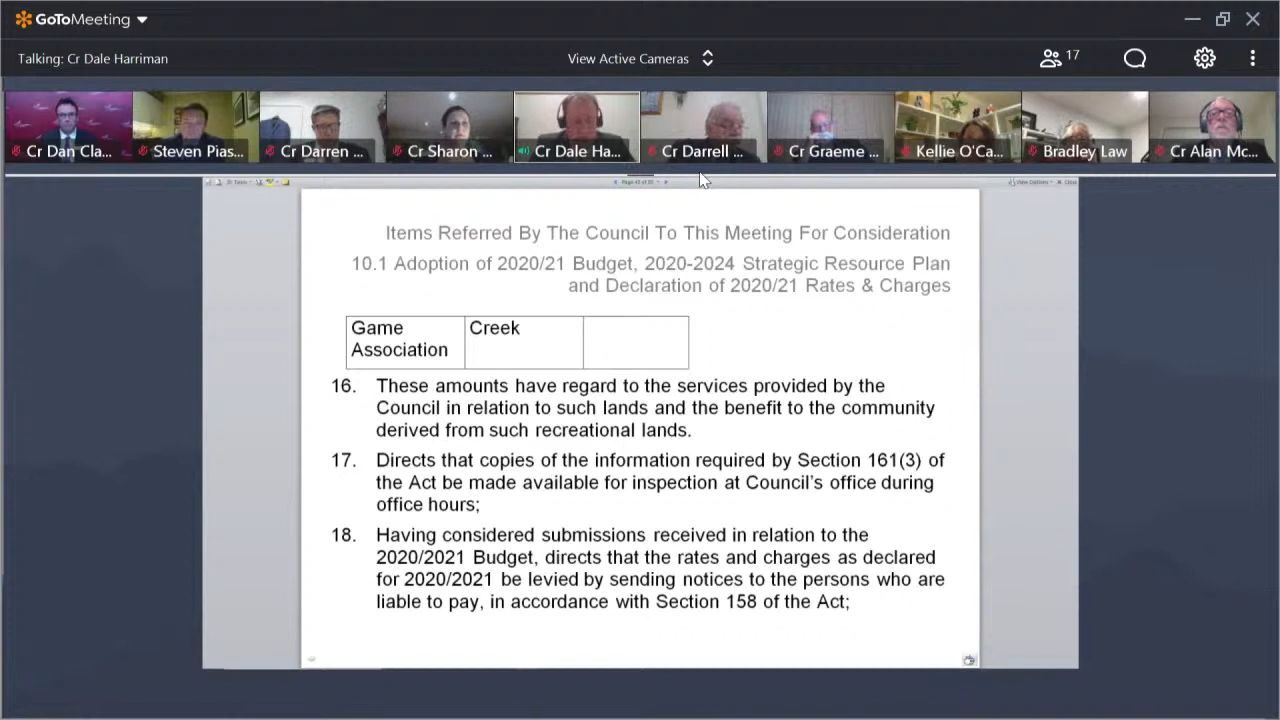 GoToMeeting
Talking: Cr Dale Harriman
View Active Cameras
17
Cr Dan Cla...
Steven Pias...
Cr Darren ...
Cr Sharon ...
Cr Dale Ha...
Cr Darrell ...
Cr Graeme ...
Kellie O'Ca...
Bradley Law
Cr Alan Mc...
View Options
Close
Items Referred By The Council To This Meeting For Consideration
10.1 Adoption of 2020/21 Budget, 2020-2024 Strategic Resource Plan
and Declaration of 2020/21 Rates & Charges
Game
Association
Creek
16. These amounts have regard to the services provided by the
Council in relation to such lands and the benefit to the community
derived from such recreational lands.
17. Directs that copies of the information required by Section 161(3) of
the Act be made available for inspection at Council's office during
office hours;
18. Having considered submissions received in relation to the
2020/2021 Budget, directs that the rates and charges as declared
for 2020/2021 be levied by sending notices to the persons who are
liable to pay, in accordance with Section 158 of the Act;